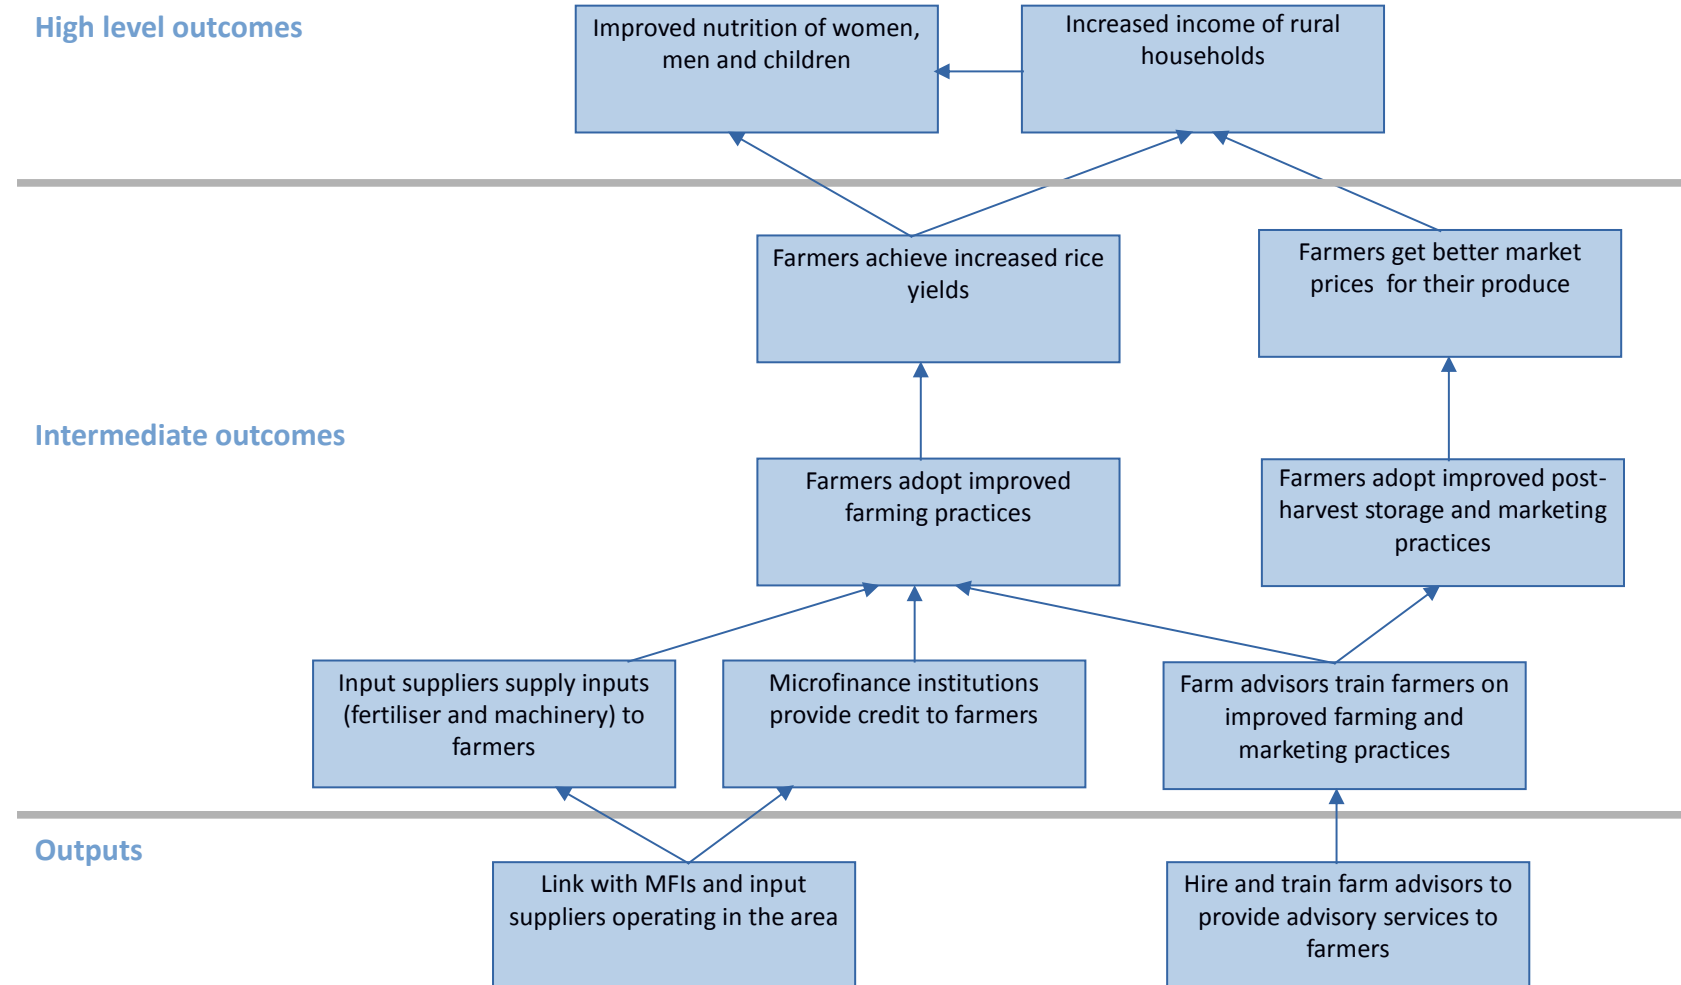 High level outcomes
Improved nutrition of women,
men and children
Increased income of rural
households
Farmers achieve increased rice
yields
Farmers get better market
prices  for their produce
Intermediate outcomes
Farmers adopt improved
farming practices
Farmers adopt improved post-
harvest storage and marketing
practices
Input suppliers supply inputs
(fertiliser and machinery) to
farmers
Microfinance institutions
provide credit to farmers
Farm advisors train farmers on
improved farming and
marketing practices
Outputs
Link with MFIs and input
suppliers operating in the area
Hire and train farm advisors to
provide advisory services to
farmers